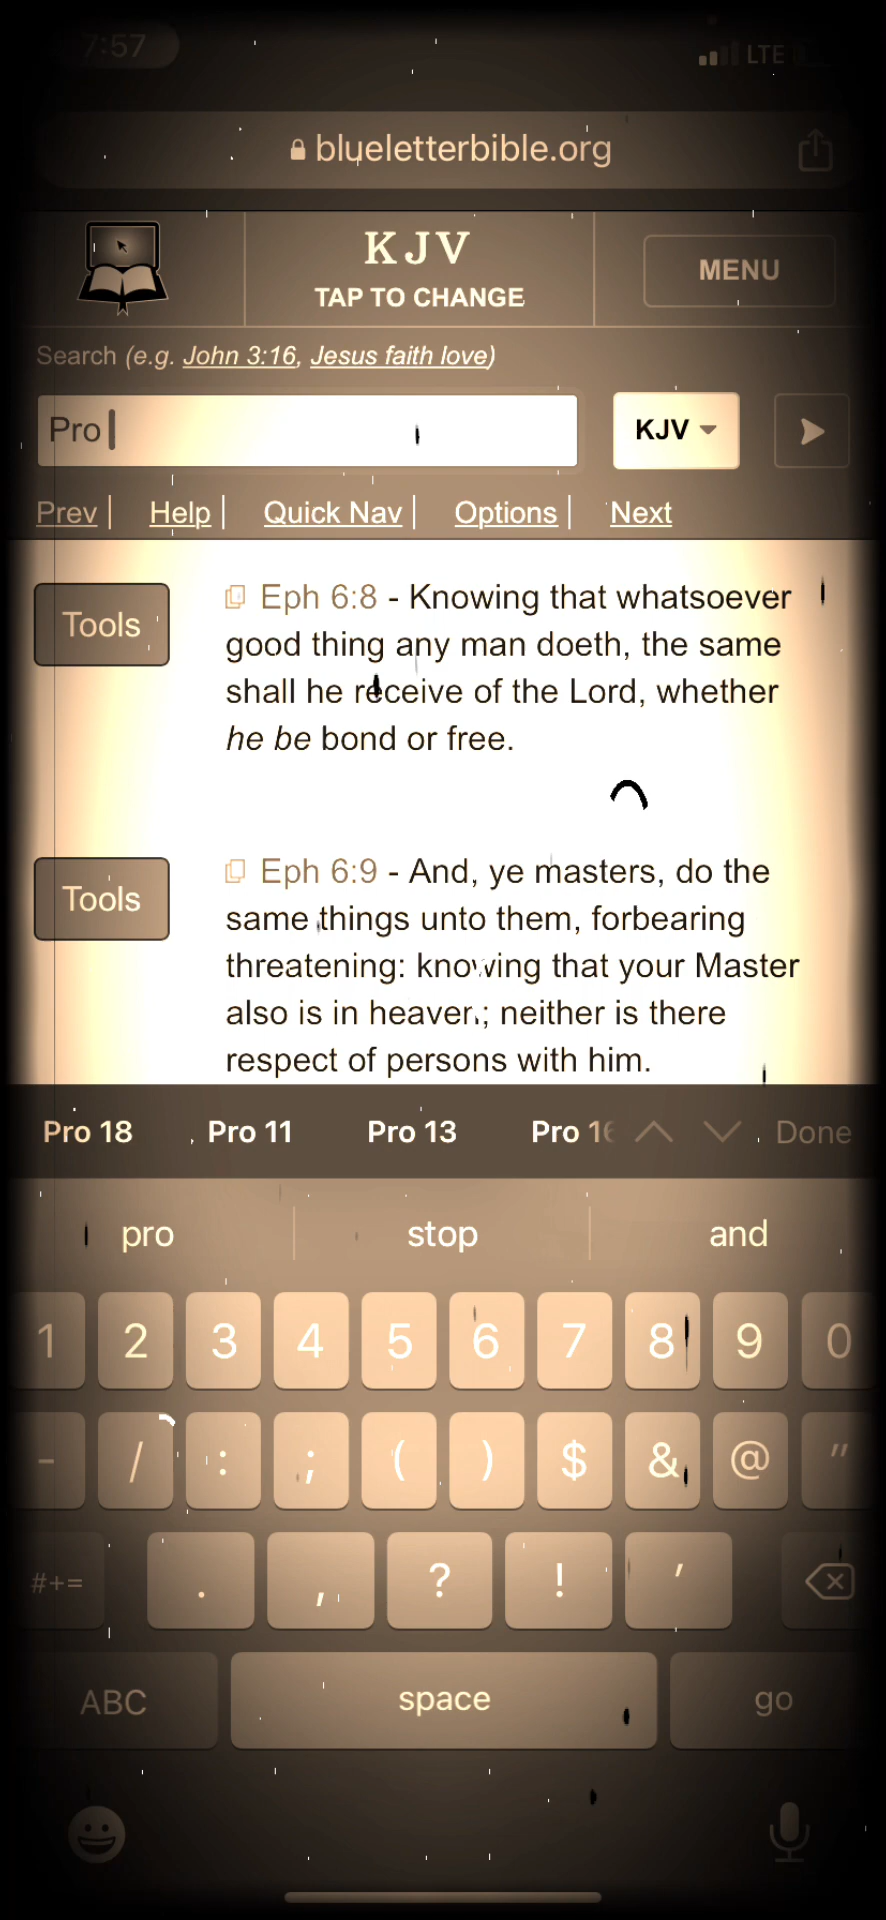 7:57
LTE
blueletterbible.org
KJV
TAP TO CHANGE
MENU
Search (e.g. John 3:16, Jesus faith love)
Pro
KJV
Prev | Help | Quick Nav | Options | Next
Tools
Eph 6:8 - Knowing that whatsoever
good thing any man doeth, the same
shall he receive of the Lord, whether
he be bond or free.
Tools
Eph 6:9 - And, ye masters, do the
same things unto them, forbearing
threatening: knowing that your Master
also is in heaven; neither is there
respect of persons with him.
Pro 18 Pro 11 Pro 13 Pro 16 Done
pro stop and
1 2 3 4 5 6 7 8 9 0
- / : ; ( ) $ & @ "
#+= . , ? ! '
ABC space go